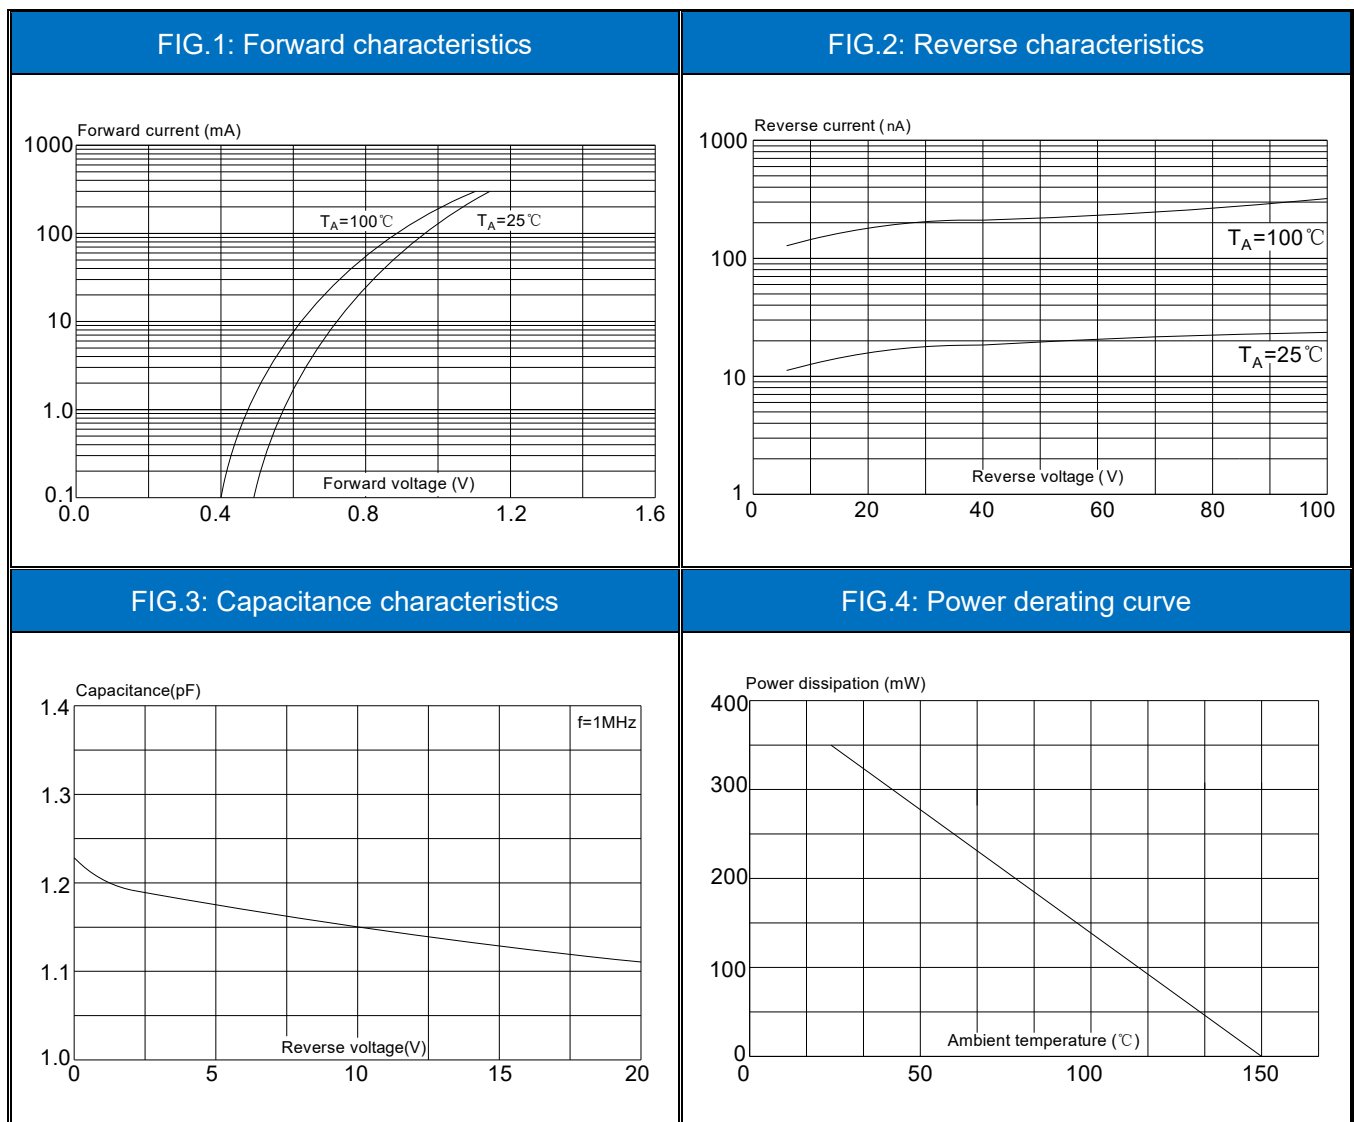 FIG.1: Forward characteristics
FIG.2: Reverse characteristics
Forward current (mA)
1000
100
10
1.0
0.1
T_A=100℃
T_A=25℃
Forward voltage (V)
0.0 0.4 0.8 1.2 1.6
Reverse current (nA)
1000
100
10
1
T_A=100℃
T_A=25℃
Reverse voltage (V)
0 20 40 60 80 100
FIG.3: Capacitance characteristics
FIG.4: Power derating curve
Capacitance(pF)
1.4
1.3
1.2
1.1
1.0
f=1MHz
Reverse voltage(V)
0 5 10 15 20
Power dissipation (mW)
400
300
200
100
0
Ambient temperature (℃)
0 50 100 150